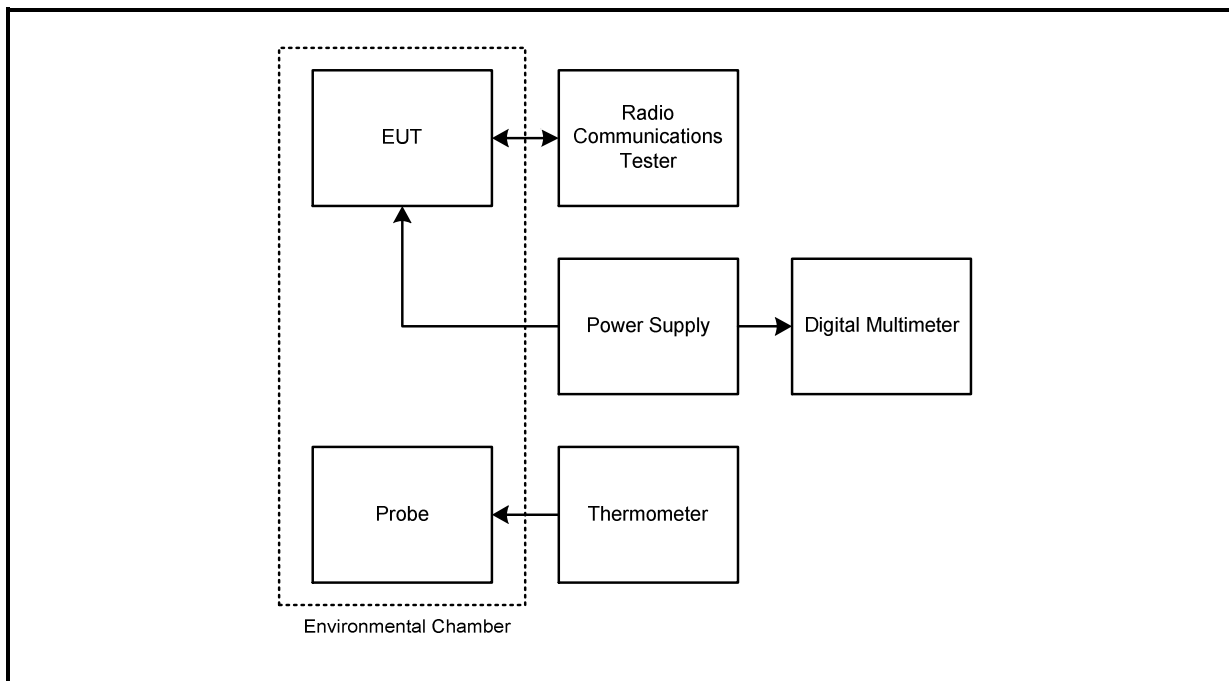 EUT
Radio
Communications
Tester
Power Supply
Digital Multimeter
Probe
Thermometer
Environmental Chamber